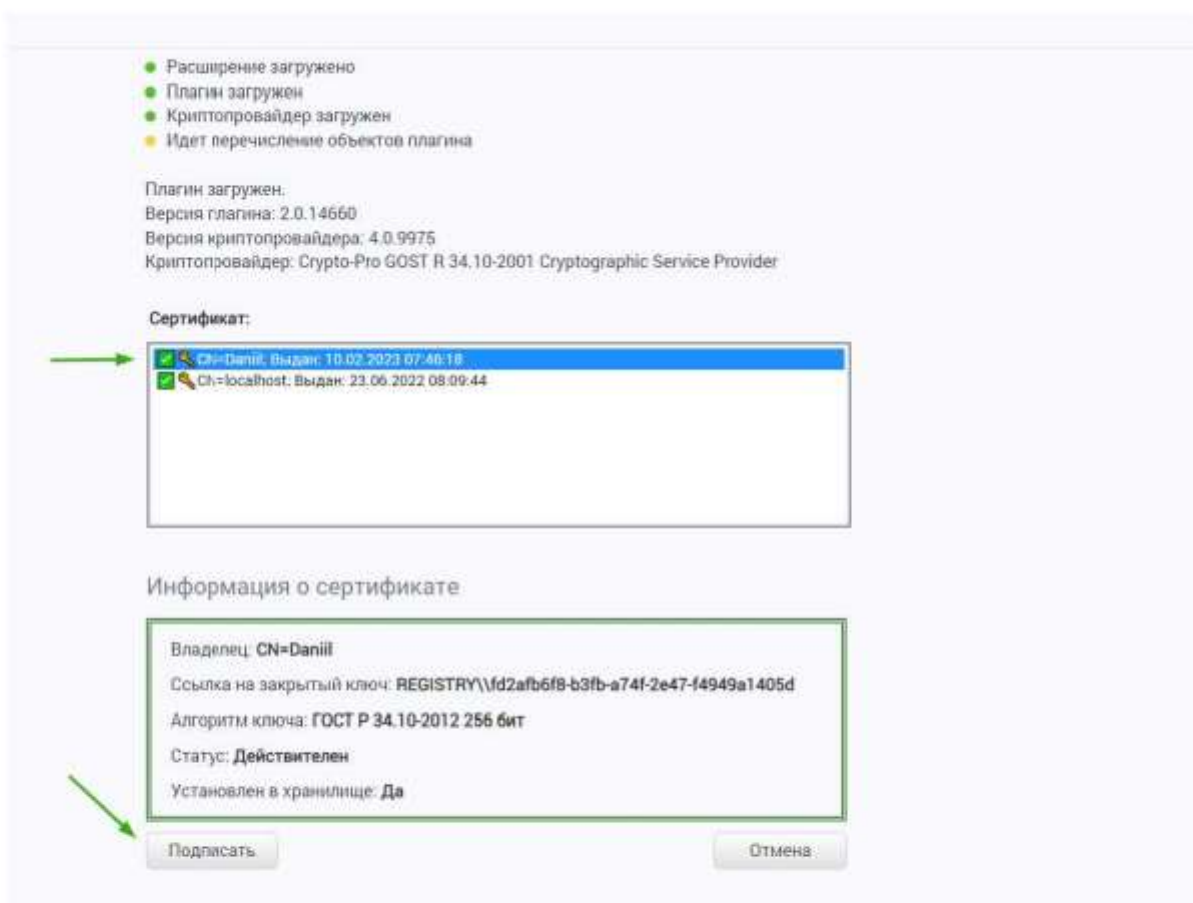 Расширение загружено
Плагин загружен
Криптопровайдер загружен
Идет перечисление объектов плагина
Плагин загружен.
Версия плагина: 2.0.14660
Версия криптопровайдера: 4.0.9975
Криптопровайдер: Crypto-Pro GOST R 34.10-2001 Cryptographic Service Provider
Сертификат:
CN=Daniil; Выдан: 10.02.2023 07:46:18
CN=localhost; Выдан: 23.06.2022 08:09:44
Информация о сертификате
Владелец: CN=Daniil
Ссылка на закрытый ключ: REGISTRY\\fd2afb6f8-b3fb-a74f-2e47-f4949a1405d
Алгоритм ключа: ГОСТ Р 34.10-2012 256 бит
Статус: Действителен
Установлен в хранилище: Да
Подписать Отмена